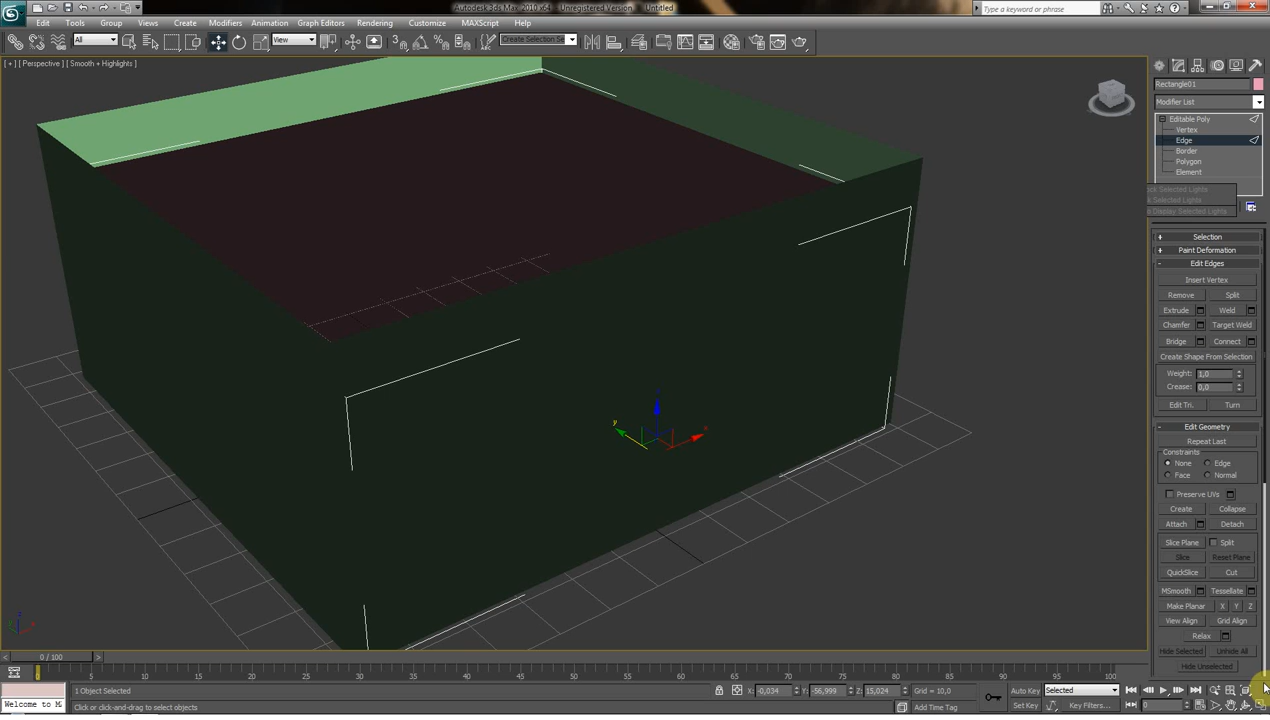 Autodesk 3ds Max 2010 x64 - Unregistered Version - Untitled
Type a keyword or phrase
Edit Tools Group Views Create Modifiers Animation Graph Editors Rendering Customize MAXScript Help
All View Create Selection Se
[ + ] [ Perspective ] [ Smooth + Highlights ]
Rectangle01
Modifier List
Editable Poly
Vertex
Edge
Border
Polygon
Element
ck Selected Lights
k Selected Lights
o Display Selected Lights
+ Selection
+ Paint Deformation
- Edit Edges
Insert Vertex
Remove Split
Extrude Weld
Chamfer Target Weld
Bridge Connect
Create Shape From Selection
Weight: 1,0
Crease: 0,0
Edit Tri. Turn
- Edit Geometry
Repeat Last
Constraints
None Edge
Face Normal
Preserve UVs
Create Collapse
Attach Detach
Slice Plane Split
Slice Reset Plane
QuickSlice Cut
MSmooth Tessellate
Make Planar X Y Z
View Align Grid Align
Relax
Hide Selected Unhide All
Hide Unselected
< 0 / 100 >
0 5 10 15 20 25 30 35 40 45 50 55 60 65 70 75 80 85 90 95 100
1 Object Selected X: -0,034 Y: -56,999 Z: 15,024 Grid = 10,0 Auto Key Selected
Welcome to M Click or click-and-drag to select objects Add Time Tag Set Key Key Filters... 0